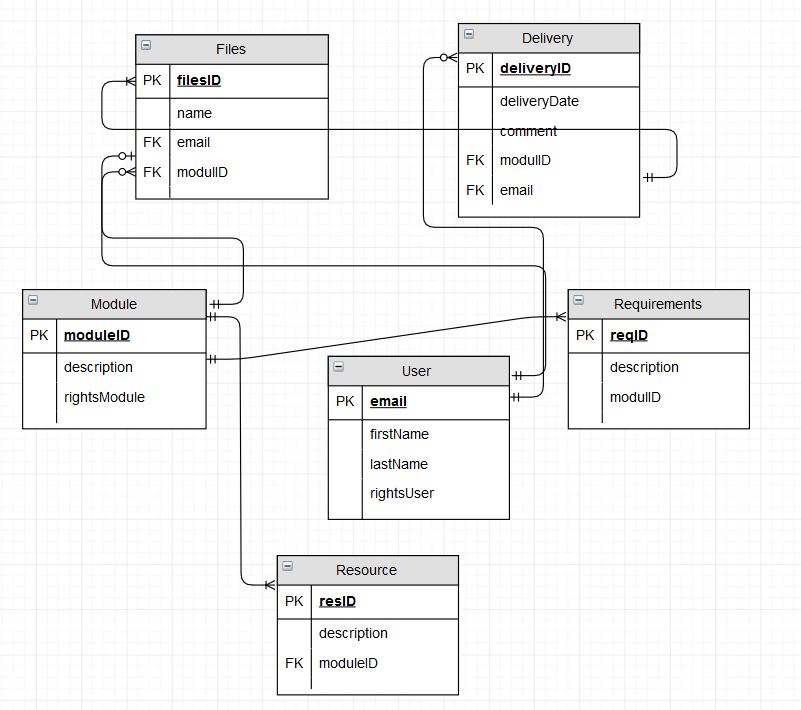 Files
PK filesID
name
FK email
FK modulID
Delivery
PK deliveryID
deliveryDate
comment
FK modulID
FK email
Module
PK moduleID
description
rightsModule
User
PK email
firstName
lastName
rightsUser
Requirements
PK reqID
description
modulID
Resource
PK resID
description
FK moduleID